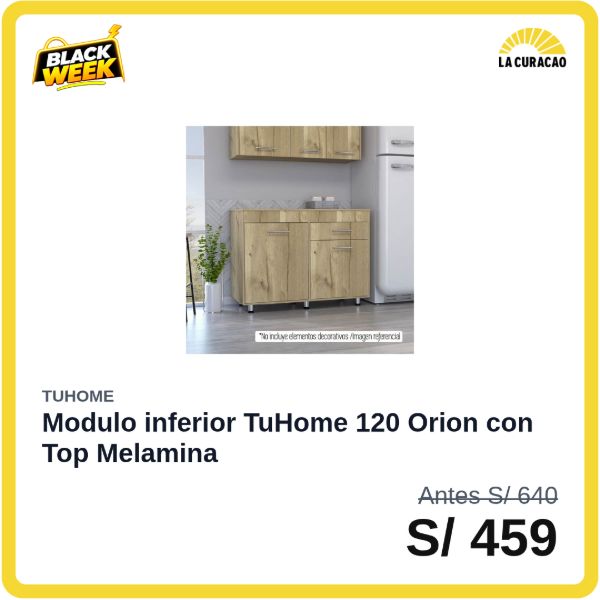 BLACK
WEEK
LA CURACAO
*No incluye elementos decorativos /Imagen referencial
TUHOME
Modulo inferior TuHome 120 Orion con
Top Melamina
Antes S/ 640
S/ 459